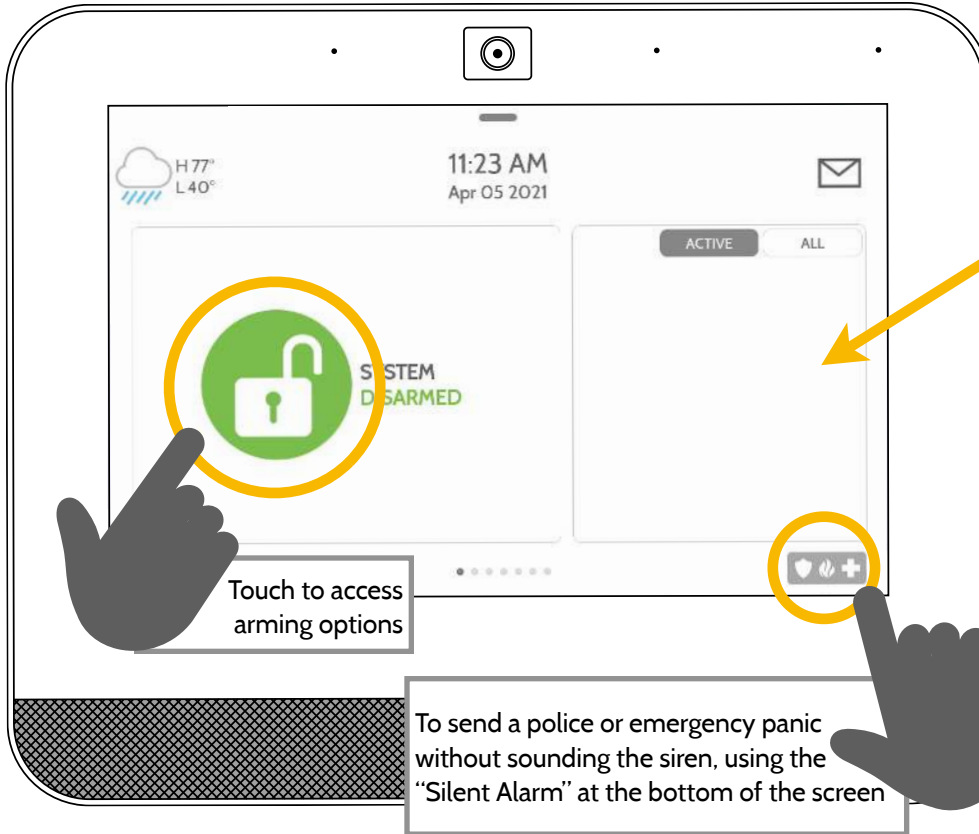 H 77°
L 40°
11:23 AM
Apr 05 2021
ACTIVE ALL
SYSTEM
DISARMED
Touch to access
arming options
To send a police or emergency panic
without sounding the siren, using the
“Silent Alarm” at the bottom of the screen